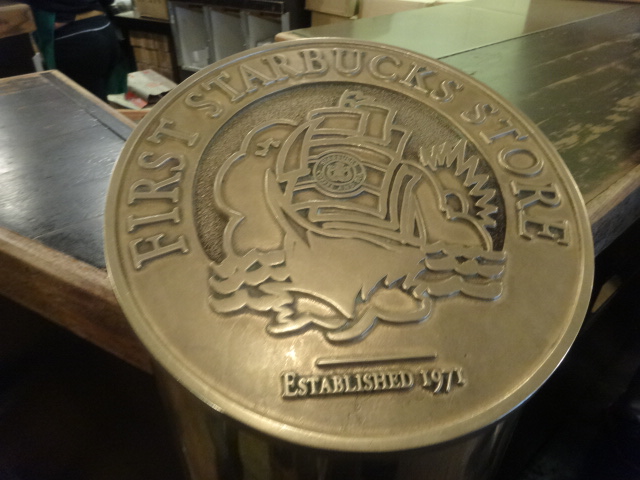 FIRST STARBUCKS STORE
ESTABLISHED 1971